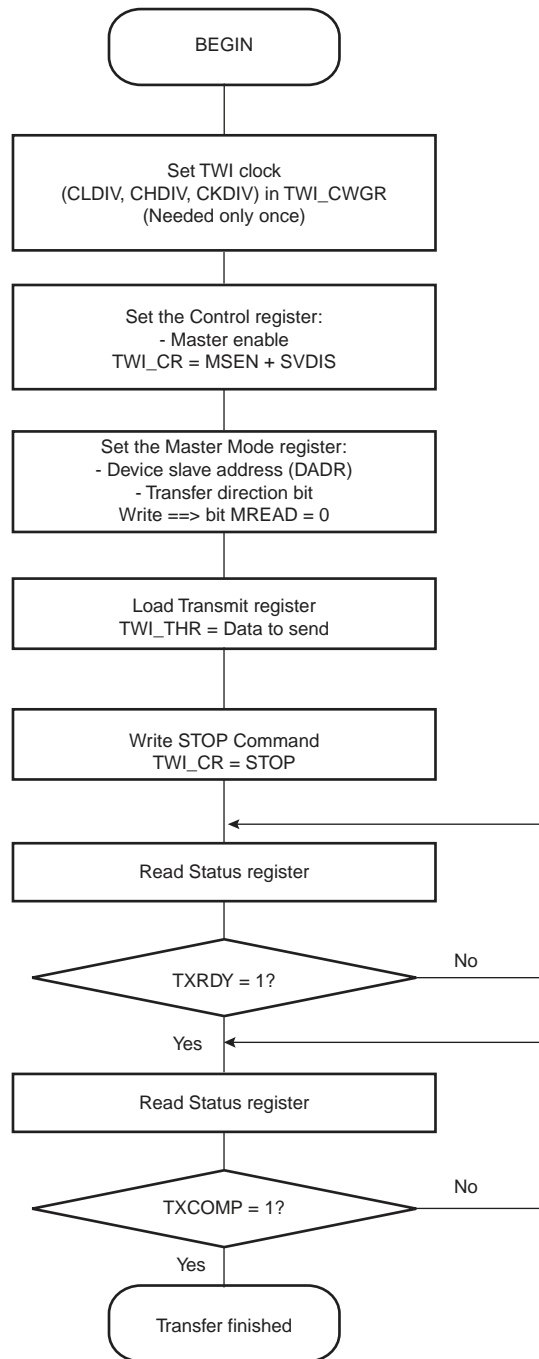 BEGIN
Set TWI clock
(CLDIV, CHDIV, CKDIV) in TWI_CWGR
(Needed only once)
Set the Control register:
- Master enable
TWI_CR = MSEN + SVDIS
Set the Master Mode register:
- Device slave address (DADR)
- Transfer direction bit
Write ==> bit MREAD = 0
Load Transmit register
TWI_THR = Data to send
Write STOP Command
TWI_CR = STOP
Read Status register
TXRDY = 1?
No
Yes
Read Status register
TXCOMP = 1?
No
Yes
Transfer finished